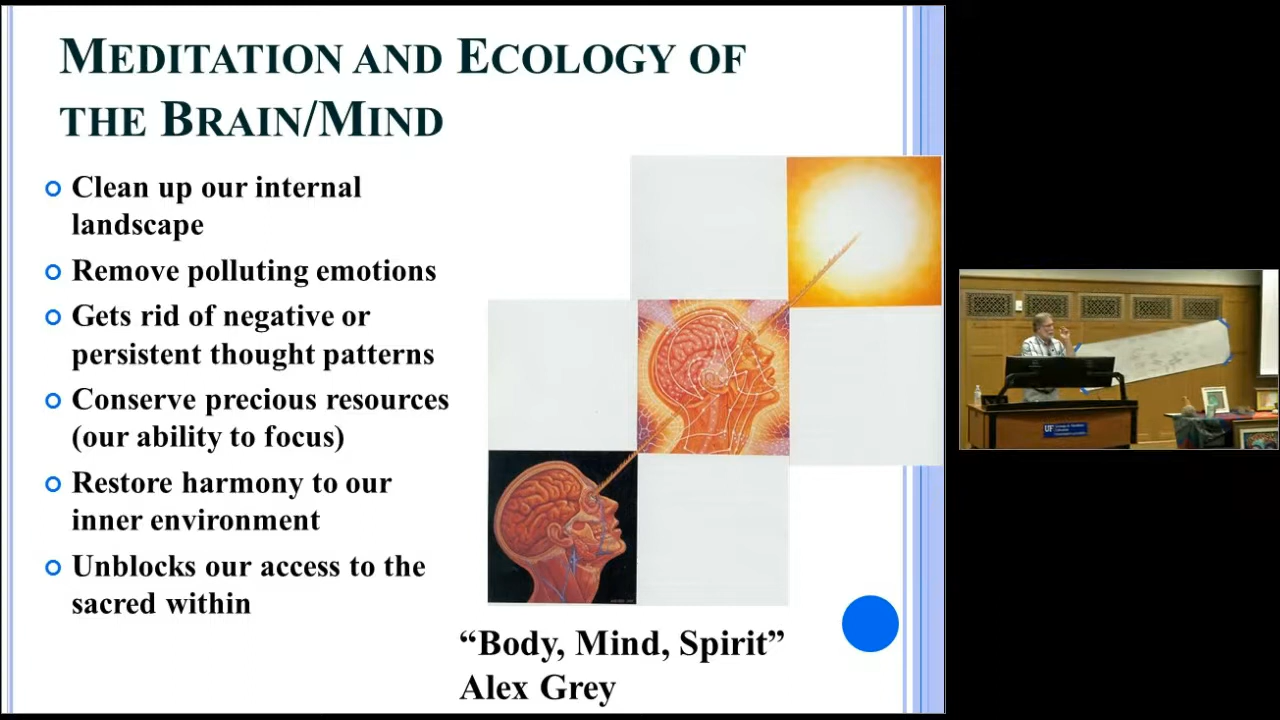 MEDITATION AND ECOLOGY OF
THE BRAIN/MIND
Clean up our internal
landscape
Remove polluting emotions
Gets rid of negative or
persistent thought patterns
Conserve precious resources
(our ability to focus)
Restore harmony to our
inner environment
Unblocks our access to the
sacred within
“Body, Mind, Spirit”
Alex Grey
UF